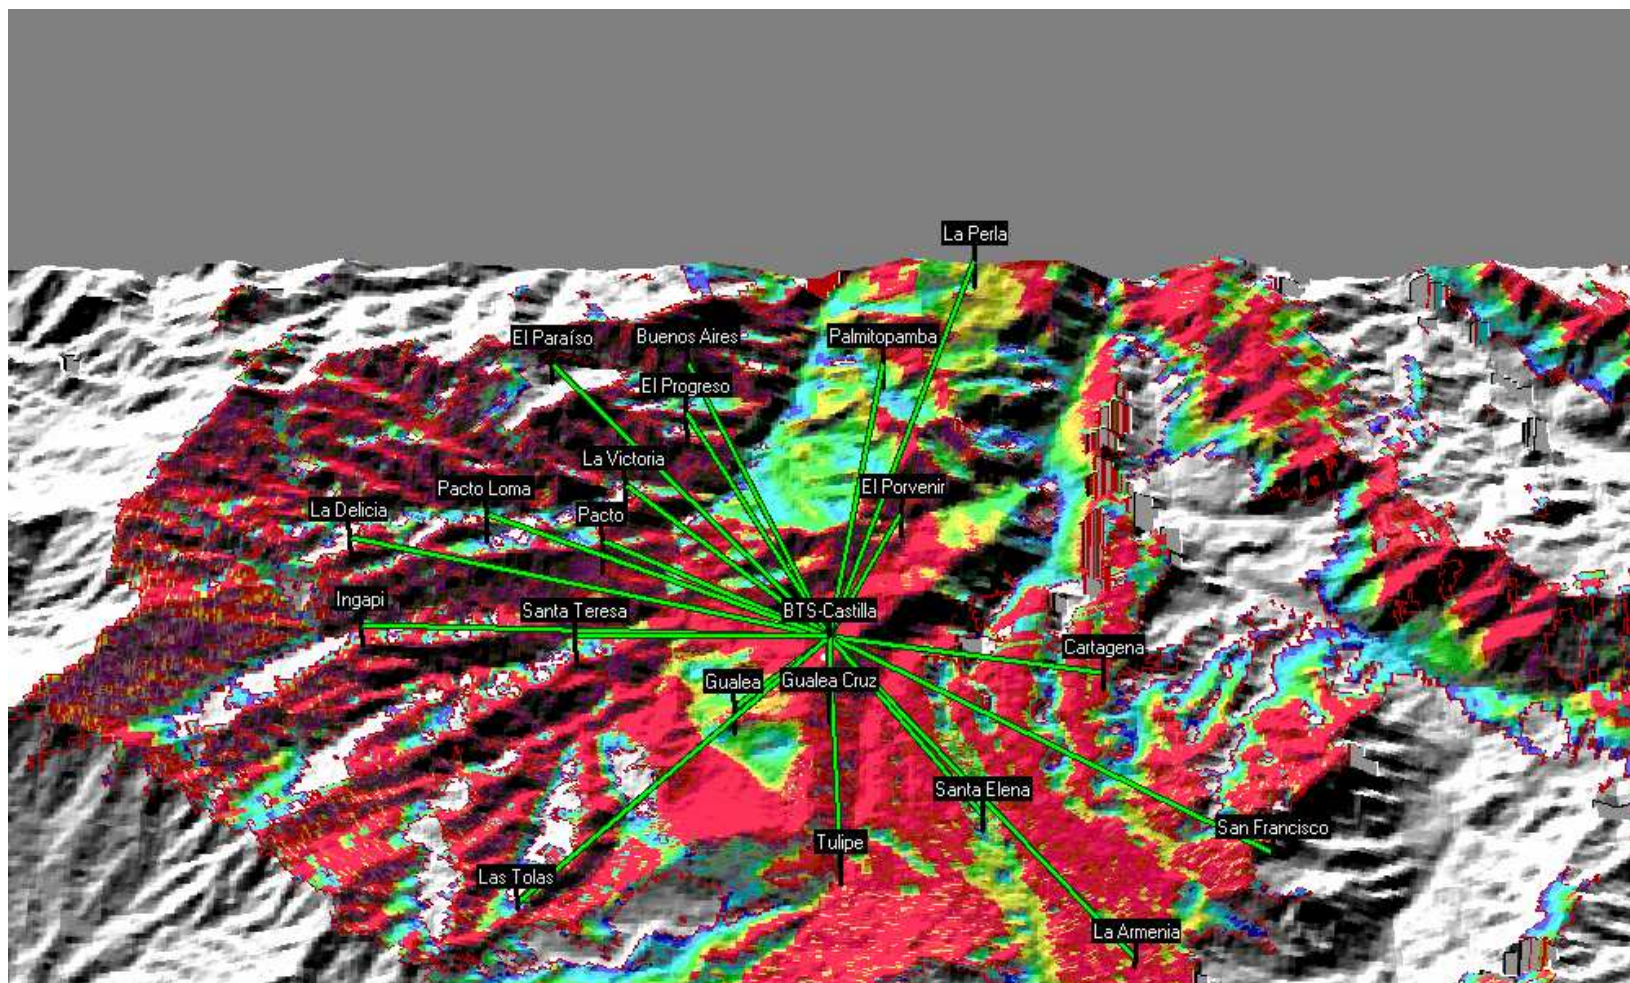 La Perla
El Paraíso
Buenos Aires
Palmitopamba
El Progreso
La Victoria
Pacto Loma
El Porvenir
La Delicia
Pacto
Ingapi
Santa Teresa
BTS-Castilla
Cartagena
Gualea
Gualea Cruz
Santa Elena
San Francisco
Tulipe
Las Tolas
La Armenia